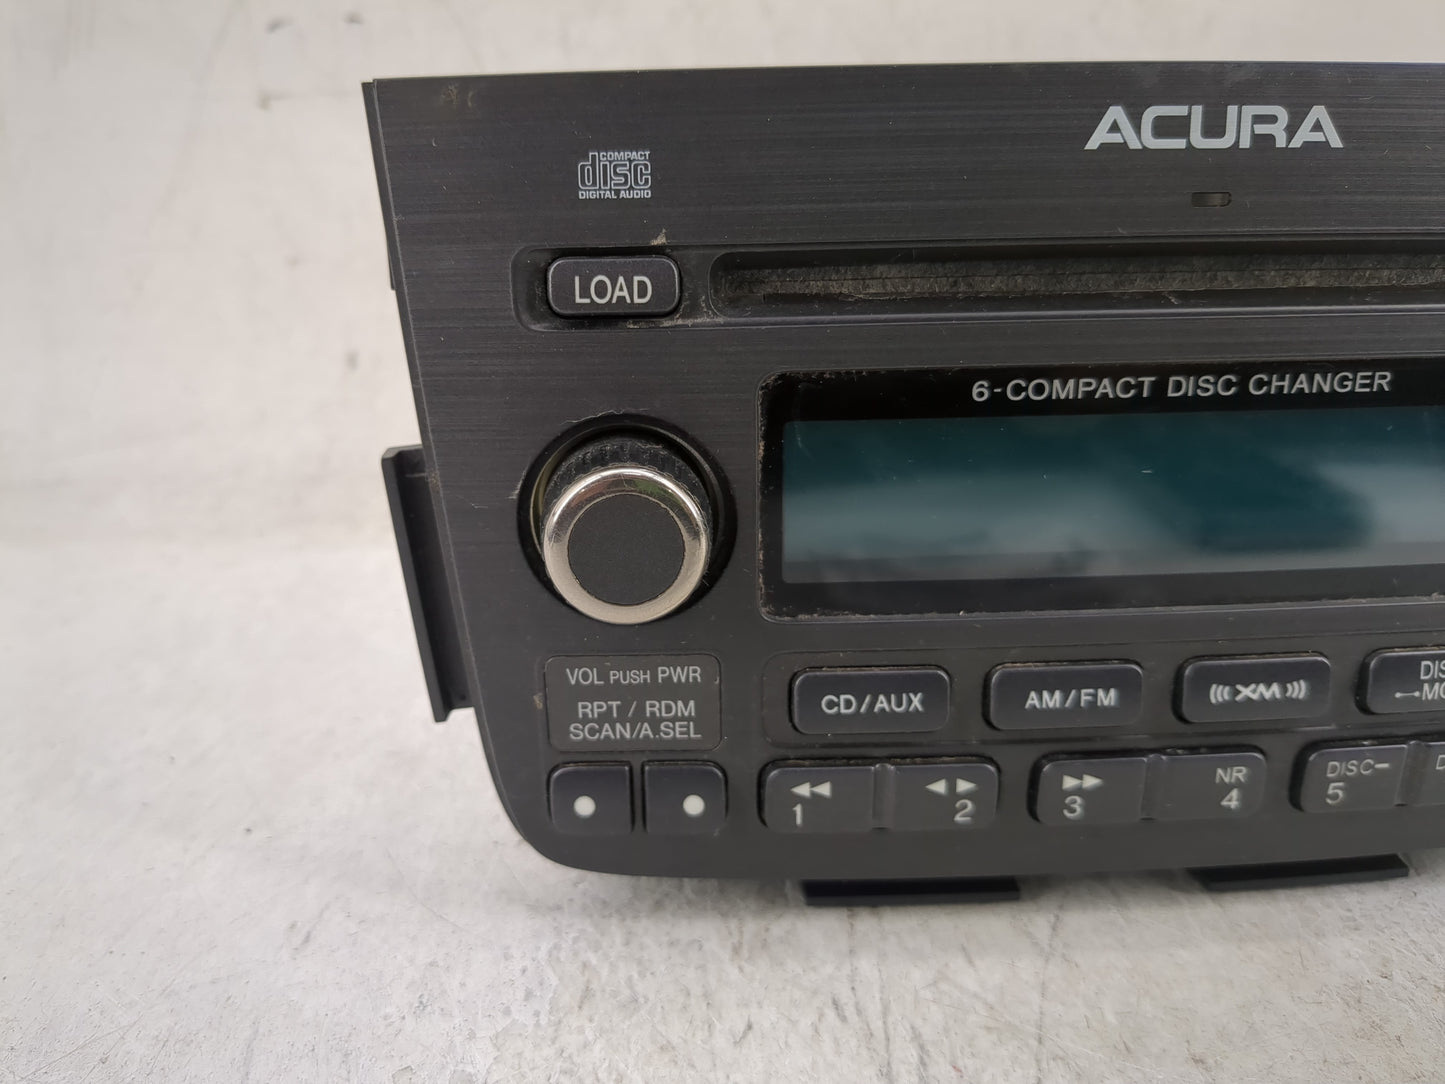 ACURA
COMPACT
disc
DIGITAL AUDIO
LOAD
6-COMPACT DISC CHANGER
VOL PUSH PWR
RPT / RDM
SCAN/A.SEL
CD/AUX
AM/FM
XM
1
2
3
NR
4
DISC-
5